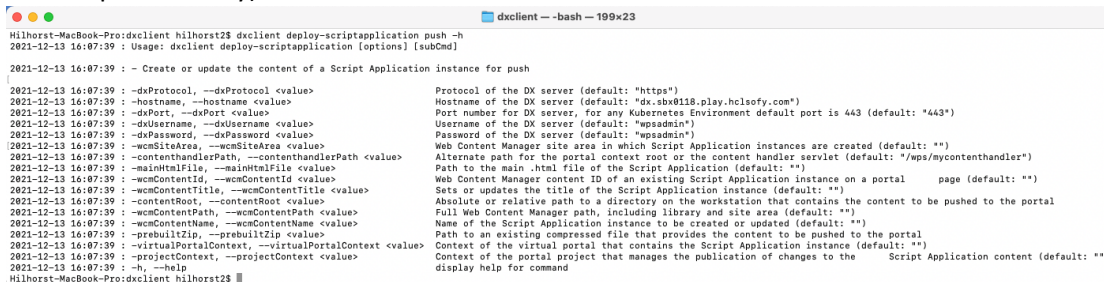 dxclient — -bash — 199×23
Hilhorst-MacBook-Pro:dxclient hilhorst2$ dxclient deploy-scriptapplication push -h
2021-12-13 16:07:39 : Usage: dxclient deploy-scriptapplication [options] [subCmd]
2021-12-13 16:07:39 : - Create or update the content of a Script Application instance for push
2021-12-13 16:07:39 : -dxProtocol, --dxProtocol <value> Protocol of the DX server (default: "https")
2021-12-13 16:07:39 : -hostname, --hostname <value> Hostname of the DX server (default: "dx.sbx0118.play.hclsofy.com")
2021-12-13 16:07:39 : -dxPort, --dxPort <value> Port number for DX server, for any Kubernetes Environment default port is 443 (default: "443")
2021-12-13 16:07:39 : -dxUsername, --dxUsername <value> Username of the DX server (default: "wpsadmin")
2021-12-13 16:07:39 : -dxPassword, --dxPassword <value> Password of the DX server (default: "wpsadmin")
2021-12-13 16:07:39 : -wcmSiteArea, --wcmSiteArea <value> Web Content Manager site area in which Script Application instances are created (default: "")
2021-12-13 16:07:39 : -contenthandlerPath, --contenthandlerPath <value> Alternate path for the portal context root or the content handler servlet (default: "/wps/mycontenthandler")
2021-12-13 16:07:39 : -mainHtmlFile, --mainHtmlFile <value> Path to the main .html file of the Script Application (default: "")
2021-12-13 16:07:39 : -wcmContentId, --wcmContentId <value> Web Content Manager content ID of an existing Script Application instance on a portal page (default: "")
2021-12-13 16:07:39 : -wcmContentTitle, --wcmContentTitle <value> Sets or updates the title of the Script Application instance (default: "")
2021-12-13 16:07:39 : -contentRoot, --contentRoot <value> Absolute or relative path to a directory on the workstation that contains the content to be pushed to the portal
2021-12-13 16:07:39 : -wcmContentPath, --wcmContentPath <value> Full Web Content Manager path, including library and site area (default: "")
2021-12-13 16:07:39 : -wcmContentName, --wcmContentName <value> Name of the Script Application instance to be created or updated (default: "")
2021-12-13 16:07:39 : -prebuiltZip, --prebuiltZip <value> Path to an existing compressed file that provides the content to be pushed to the portal
2021-12-13 16:07:39 : -virtualPortalContext, --virtualPortalContext <value> Context of the virtual portal that contains the Script Application instance (default: "")
2021-12-13 16:07:39 : -projectContext, --projectContext <value> Context of the portal project that manages the publication of changes to the Script Application content (default: ""
2021-12-13 16:07:39 : -h, --help display help for command
Hilhorst-MacBook-Pro:dxclient hilhorst2$